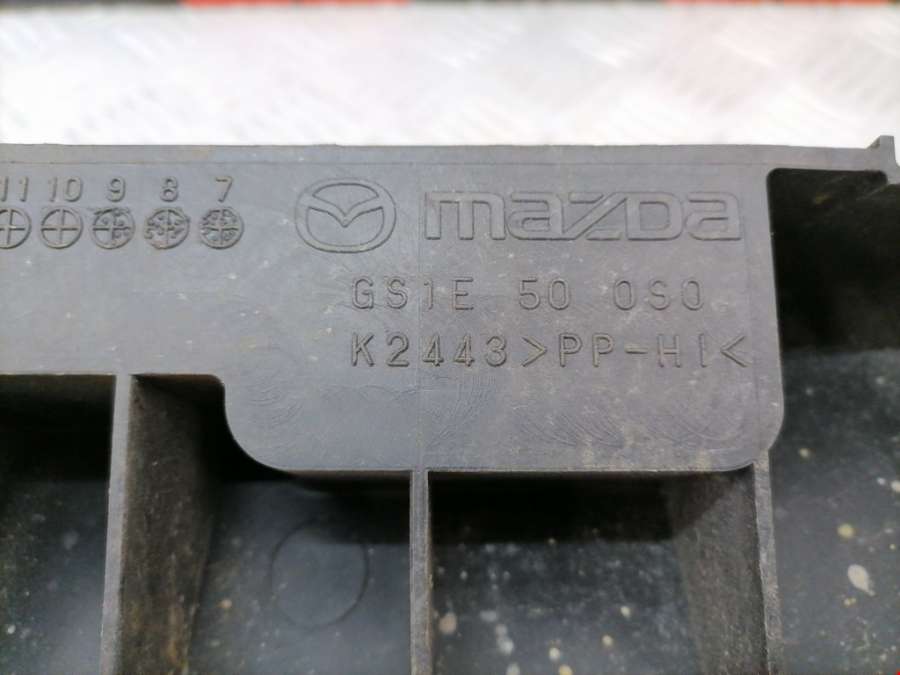 11 10 9 8 7
mazda
GS1E 50 0S0
K2443>PP-HI<